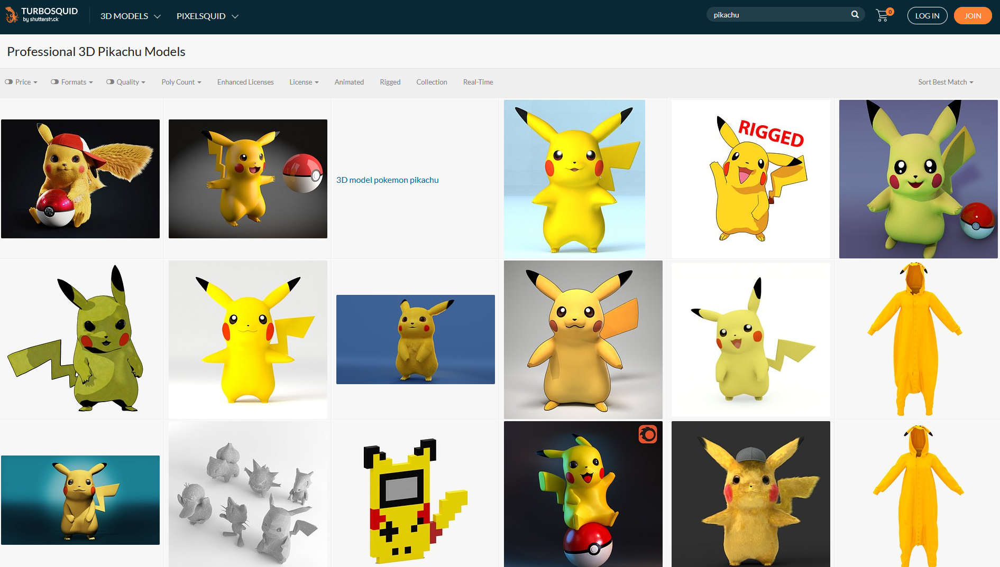 TURBOSQUID
by shutterstock
3D MODELS
PIXELSQUID
pikachu
0
LOG IN
JOIN
Professional 3D Pikachu Models
Price
Formats
Quality
Poly Count
Enhanced Licenses
License
Animated
Rigged
Collection
Real-Time
Sort Best Match
RIGGED
3D model pokemon pikachu